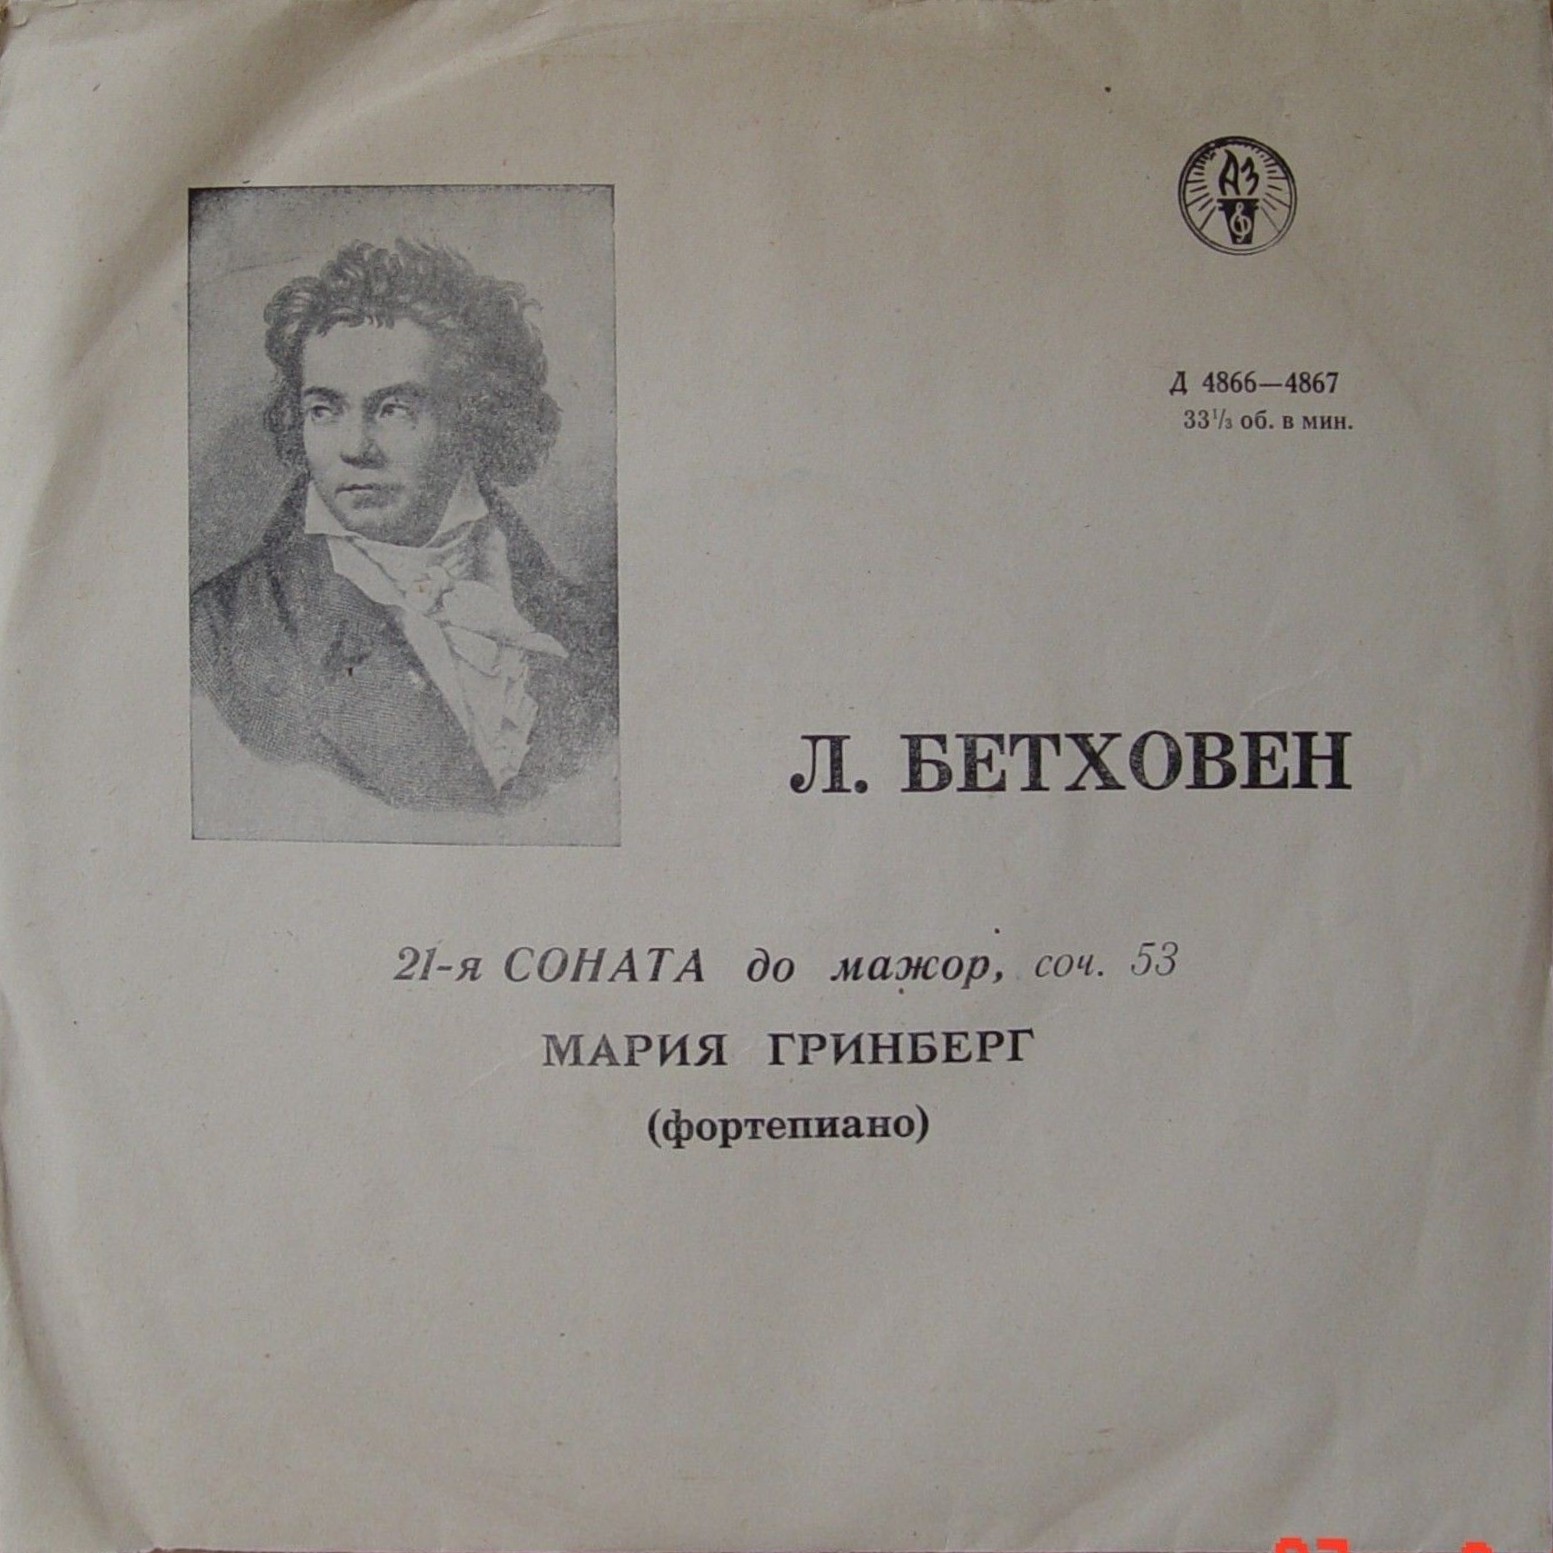 АЗ
Д 4866—4867
33⅓ об. в мин.
Л. БЕТХОВЕН
21-я СОНАТА до мажор, соч. 53
МАРИЯ ГРИНБЕРГ
(фортепиано)